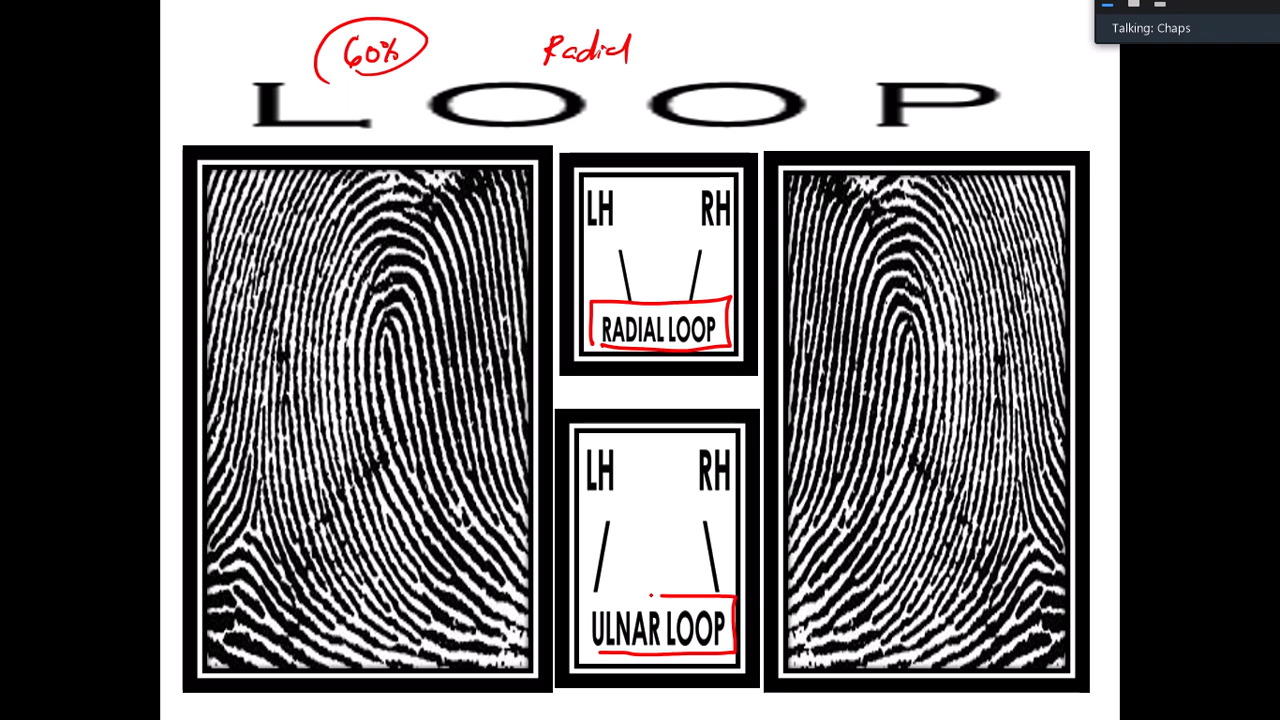 Talking: Chaps
60% Radial
LOOP
LH RH
RADIAL LOOP
LH RH
ULNAR LOOP